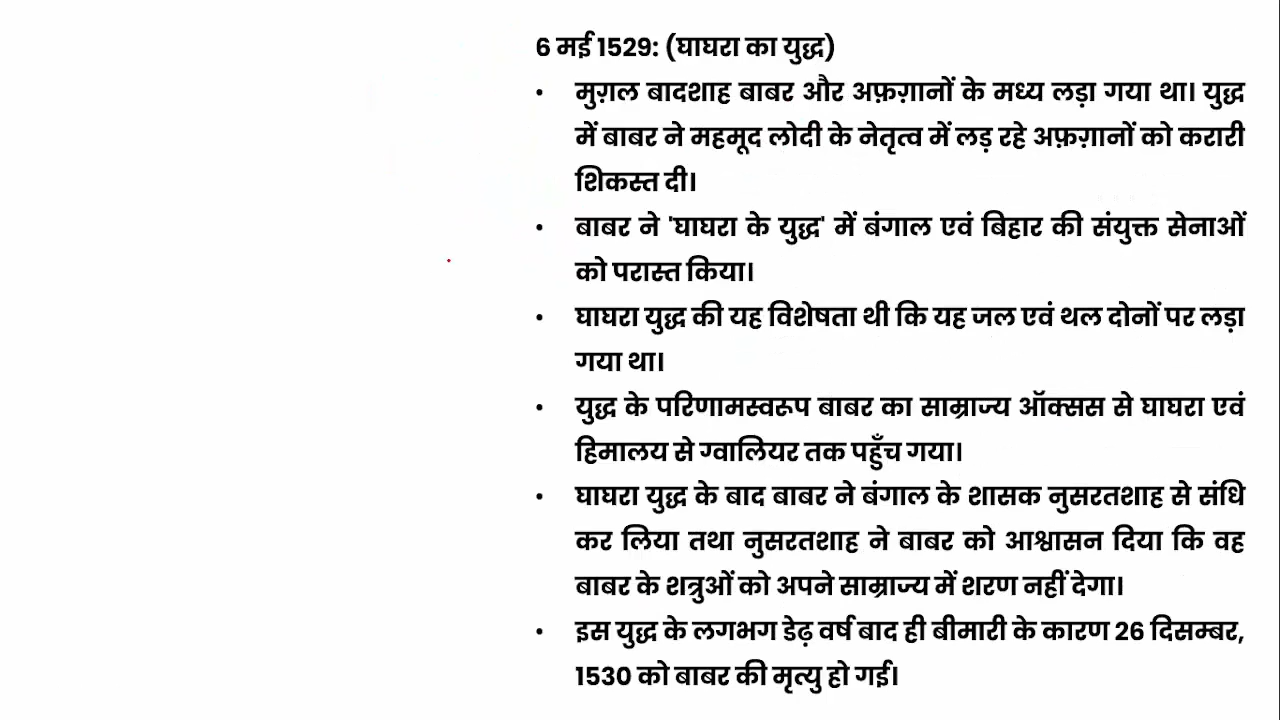 6 मई 1529: (घाघरा का युद्ध)
• मुग़ल बादशाह बाबर और अफ़ग़ानों के मध्य लड़ा गया था। युद्ध
में बाबर ने महमूद लोदी के नेतृत्व में लड़ रहे अफ़ग़ानों को करारी
शिकस्त दी।
• बाबर ने 'घाघरा के युद्ध' में बंगाल एवं बिहार की संयुक्त सेनाओं
को परास्त किया।
• घाघरा युद्ध की यह विशेषता थी कि यह जल एवं थल दोनों पर लड़ा
गया था।
• युद्ध के परिणामस्वरूप बाबर का साम्राज्य ऑक्सस से घाघरा एवं
हिमालय से ग्वालियर तक पहुँच गया।
• घाघरा युद्ध के बाद बाबर ने बंगाल के शासक नुसरतशाह से संधि
कर लिया तथा नुसरतशाह ने बाबर को आश्वासन दिया कि वह
बाबर के शत्रुओं को अपने साम्राज्य में शरण नहीं देगा।
• इस युद्ध के लगभग डेढ़ वर्ष बाद ही बीमारी के कारण 26 दिसम्बर,
1530 को बाबर की मृत्यु हो गई।